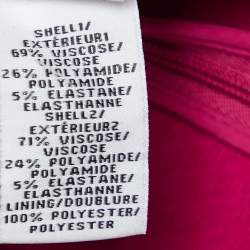 SHELL1/
EXTÉRIEUR1
69% VISCOSE/
VISCOSE
26% POLYAMIDE/
POLYAMIDE
5% ELASTANE/
ELASTHANNE
SHELL2/
EXTÉRIEUR2
71% VISCOSE/
VISCOSE
24% POLYAMIDE/
POLYAMIDE
5% ELASTANE/
ELASTHANNE
LINING/DOUBLURE
100% POLYESTER/
POLYESTER